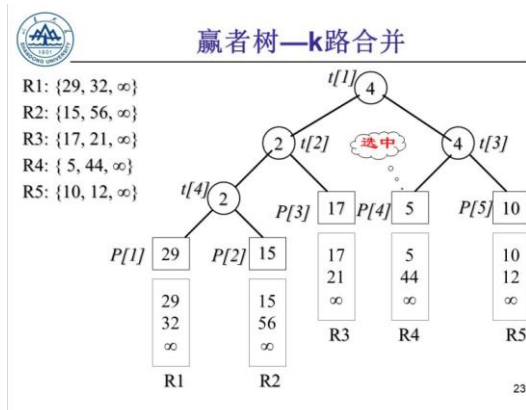 SHANDONG UNIVERSITY
1901
赢者树—k路合并
R1: {29, 32, ∞}
R2: {15, 56, ∞}
R3: {17, 21, ∞}
R4: { 5, 44, ∞}
R5: {10, 12, ∞}
t[1] 4
2 t[2] 选中 4 t[3]
t[4] 2
P[3] 17 P[4] 5 P[5] 10
P[1] 29 P[2] 15
17 5 10
21 44 12
∞ ∞ ∞
29 15
32 56
∞ ∞
R3 R4 R5
R1 R2
23